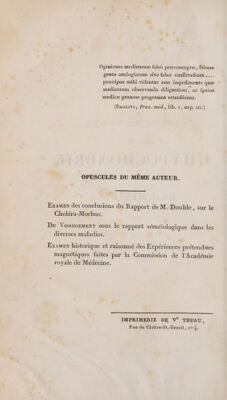 Opiniones medicorum falsò præconceptæ, falsum
genus analogiarum sive falsæ similitudines ....
præcipua mihi videntur esse impedimenta quæ
medicorum observandi diligentiam, ac ipsius
medicæ praxeos progressus retardârunt.
(BAGLIVI, Prax. med., lib. I, cap. III.)
OPUSCULES DU MÊME AUTEUR.
EXAMEN des conclusions du Rapport de M. Double, sur le
Choléra-Morbus.
DU VOMISSEMENT sous le rapport séméiologique dans les
diverses maladies.
EXAMEN historique et raisonné des Expériences prétendues
magnétiques faites par la Commission de l'Académie
royale de Médecine.
IMPRIMERIE DE Vᵉ THUAU,
Rue du Cloître-St.-Benoît, nº 4.